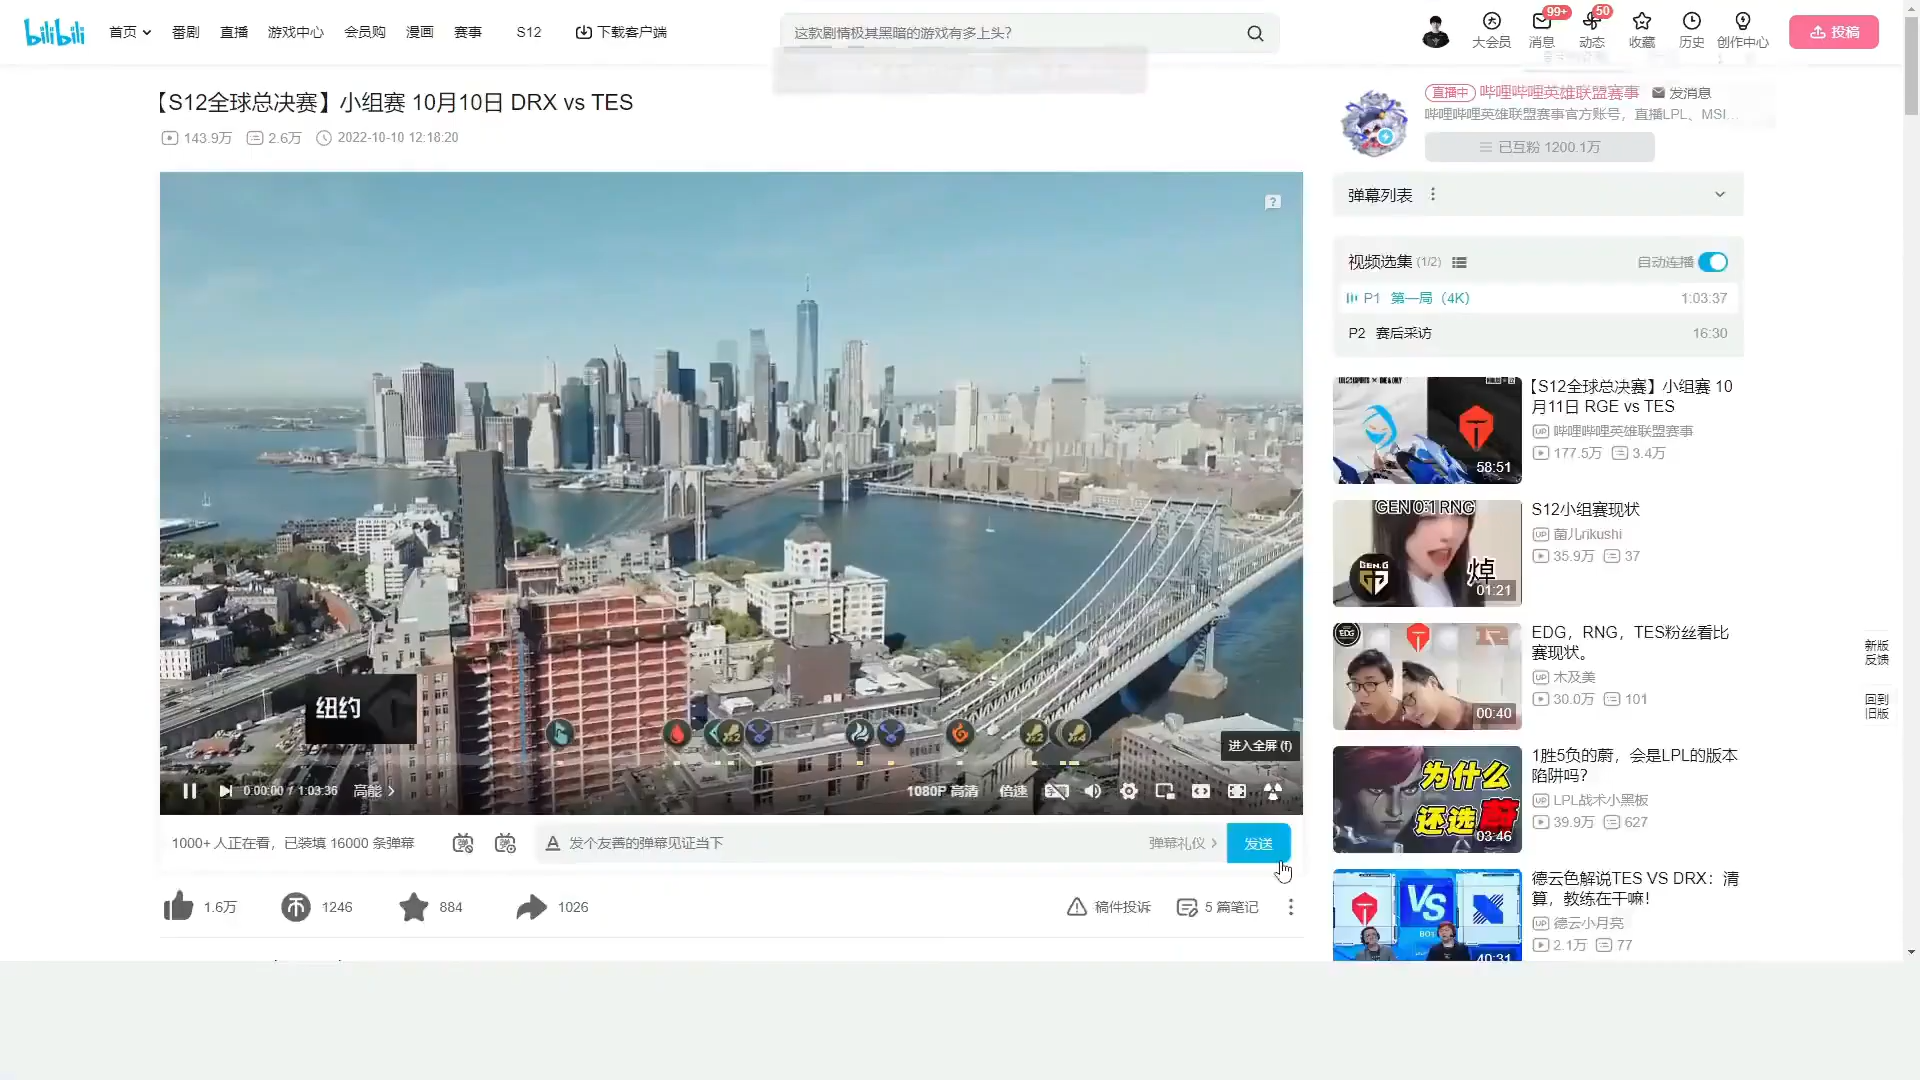 bilibili
首页
番剧
直播
游戏中心
会员购
漫画
赛事
S12
下载客户端
这款剧情极其黑暗的游戏有多上头?
大会员
99+
消息
50
动态
收藏
历史
创作中心
投稿
【S12全球总决赛】小组赛 10月10日 DRX vs TES
143.9万
2.6万
2022-10-10 12:18:20
直播中
哔哩哔哩英雄联盟赛事
发消息
哔哩哔哩英雄联盟赛事官方账号，直播LPL、MSI...
已互粉 1200.1万
弹幕列表
视频选集 (1/2)
自动连播
P1 第一局（4K)
1:03:37
P2 赛后采访
16:30
纽约
x2
x2
x4
进入全屏 (f)
0:00:00 / 1:03:36
高能
1080P 高清
倍速
1000+ 人正在看，已装填 16000 条弹幕
发个友善的弹幕见证当下
弹幕礼仪
发送
1.6万
1246
884
1026
稿件投诉
5 篇笔记
58:51
【S12全球总决赛】小组赛 10
月11日 RGE vs TES
UP 哔哩哔哩英雄联盟赛事
177.5万
3.4万
GEN 0:1 RNG
GEN.G
焯
01:21
S12小组赛现状
UP 菌儿rikushi
35.9万
37
EDG
00:40
EDG，RNG，TES粉丝看比
赛现状。
UP 木及美
30.0万
101
为什么
还选蔚
03:46
1胜5负的蔚，会是LPL的版本
陷阱吗?
UP LPL战术小黑板
39.9万
627
VS
BO1
40:31
德云色解说TES VS DRX：清
算，教练在干嘛!
UP 德云小月亮
2.1万
77
新版
反馈
回到
旧版